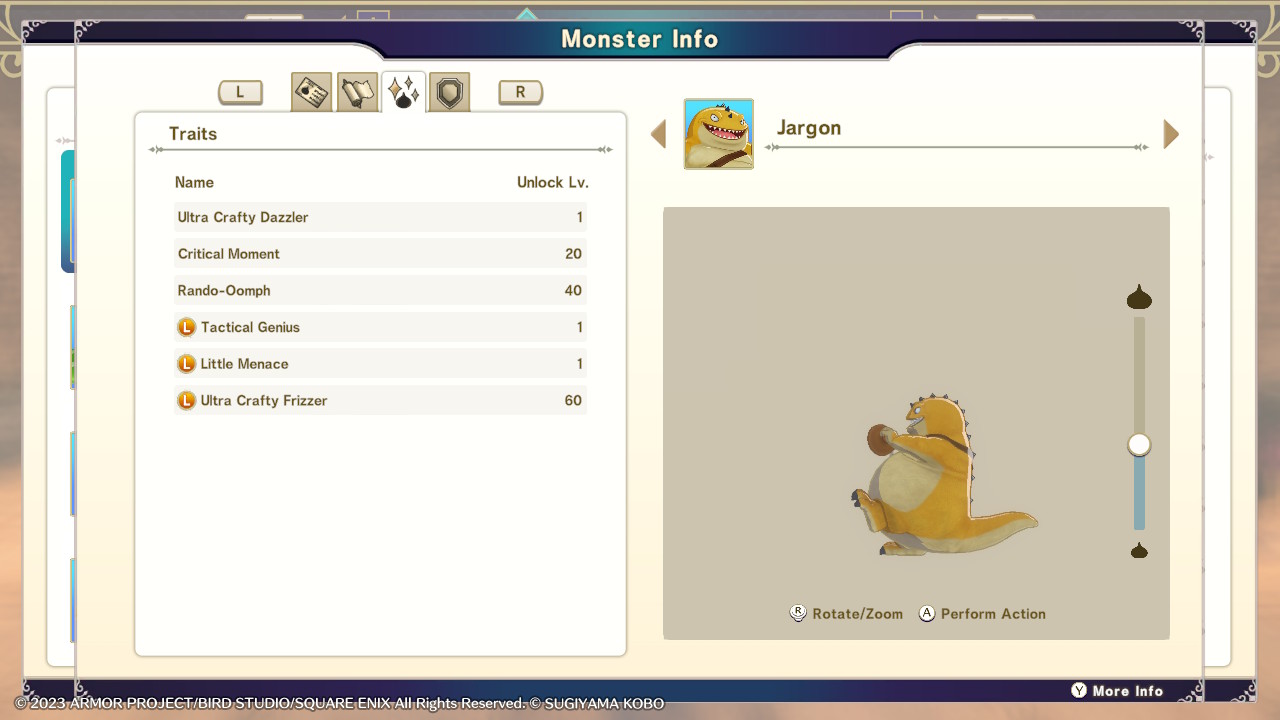 Monster Info
L
R
Traits
Name Unlock Lv.
Ultra Crafty Dazzler 1
Critical Moment 20
Rando-Oomph 40
L Tactical Genius 1
L Little Menace 1
L Ultra Crafty Frizzer 60
Jargon
R Rotate/Zoom A Perform Action
Y More Info
© 2023 ARMOR PROJECT/BIRD STUDIO/SQUARE ENIX All Rights Reserved. © SUGIYAMA KOBO